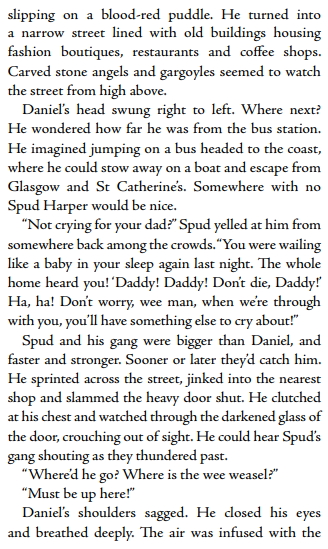 slipping on a blood-red puddle. He turned into
a narrow street lined with old buildings housing
fashion boutiques, restaurants and coffee shops.
Carved stone angels and gargoyles seemed to watch
the street from high above.
Daniel’s head swung right to left. Where next?
He wondered how far he was from the bus station.
He imagined jumping on a bus headed to the coast,
where he could stow away on a boat and escape from
Glasgow and St Catherine’s. Somewhere with no
Spud Harper would be nice.
“Not crying for your dad?” Spud yelled at him from
somewhere back among the crowds. “You were wailing
like a baby in your sleep again last night. The whole
home heard you! ‘Daddy! Daddy! Don’t die, Daddy!’
Ha, ha! Don’t worry, wee man, when we’re through
with you, you’ll have something else to cry about!”
Spud and his gang were bigger than Daniel, and
faster and stronger. Sooner or later they’d catch him.
He sprinted across the street, jinked into the nearest
shop and slammed the heavy door shut. He clutched
at his chest and watched through the darkened glass of
the door, crouching out of sight. He could hear Spud’s
gang shouting as they thundered past.
“Where’d he go? Where is the wee weasel?”
“Must be up here!”
Daniel’s shoulders sagged. He closed his eyes
and breathed deeply. The air was infused with the